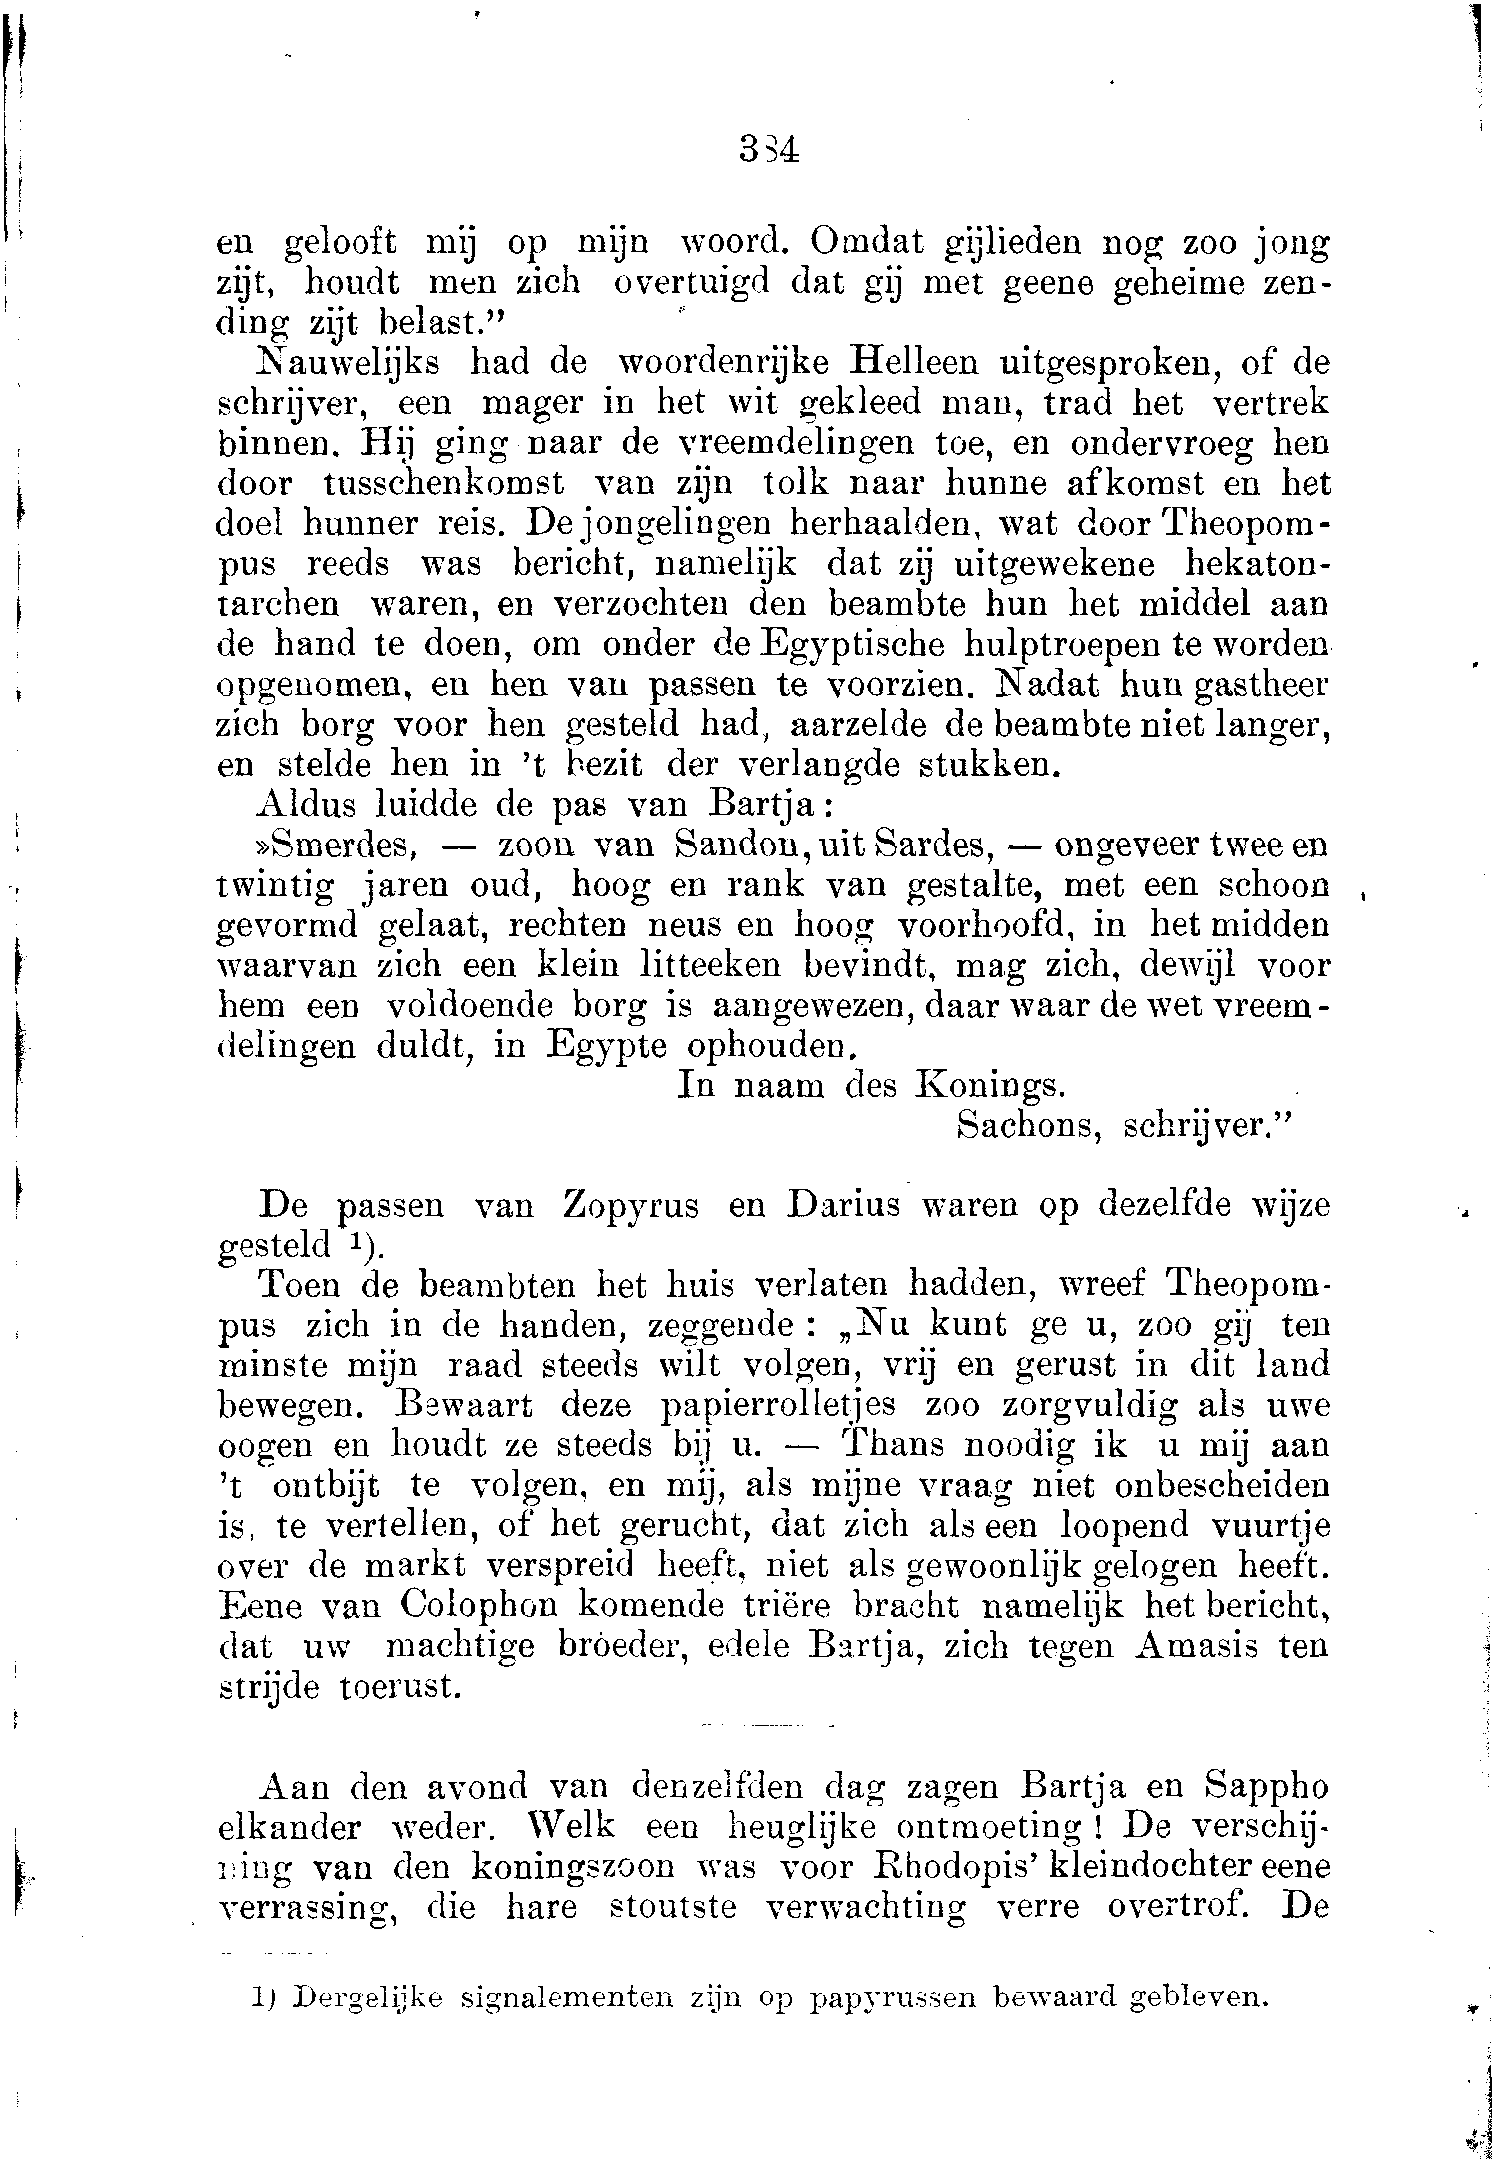 384
en gelooft mij op mijn woord. Omdat gijlieden nog zoo jong
zijt, houdt men zich overtuigd dat gij met geene geheime zen-
ding zijt belast.”
Nauwelijks had de woordenrijke Helleen uitgesproken, of de
schrijver, een mager in het wit gekleed man, trad het vertrek
binnen. Hij ging naar de vreemdelingen toe, en ondervroeg hen
door tusschenkomst van zijn tolk naar hunne afkomst en het
doel hunner reis. De jongelingen herhaalden, wat door Theopom-
pus reeds was bericht, namelijk dat zij uitgewekene hekaton-
tarchen waren, en verzochten den beambte hun het middel aan
de hand te doen, om onder de Egyptische hulptroepen te worden
opgenomen, en hen van passen te voorzien. Nadat hun gastheer
zich borg voor hen gesteld had, aarzelde de beambte niet langer,
en stelde hen in ’t bezit der verlangde stukken.
Aldus luidde de pas van Bartja:
»Smerdes, — zoon van Sandon, uit Sardes, — ongeveer twee en
twintig jaren oud, hoog en rank van gestalte, met een schoon
gevormd gelaat, rechten neus en hoog voorhoofd, in het midden
waarvan zich een klein litteeken bevindt, mag zich, dewijl voor
hem een voldoende borg is aangewezen, daar waar de wet vreem-
delingen duldt, in Egypte ophouden.
In naam des Konings.
Sachons, schrijver.”
De passen van Zopyrus en Darius waren op dezelfde wijze
gesteld ¹).
Toen de beambten het huis verlaten hadden, wreef Theopom-
pus zich in de handen, zeggende: „Nu kunt ge u, zoo gij ten
minste mijn raad steeds wilt volgen, vrij en gerust in dit land
bewegen. Bewaart deze papierrolletjes zoo zorgvuldig als uwe
oogen en houdt ze steeds bij u. — Thans noodig ik u mij aan
’t ontbijt te volgen, en mij, als mijne vraag niet onbescheiden
is, te vertellen, of het gerucht, dat zich als een loopend vuurtje
over de markt verspreid heeft, niet als gewoonlijk gelogen heeft.
Eene van Colophon komende triëre bracht namelijk het bericht,
dat uw machtige broeder, edele Bartja, zich tegen Amasis ten
strijde toerust.
Aan den avond van denzelfden dag zagen Bartja en Sappho
elkander weder. Welk een heuglijke ontmoeting! De verschij-
ning van den koningszoon was voor Rhodopis’ kleindochter eene
verrassing, die hare stoutste verwachting verre overtrof. De
1) Dergelijke signalementen zijn op papyrussen bewaard gebleven.